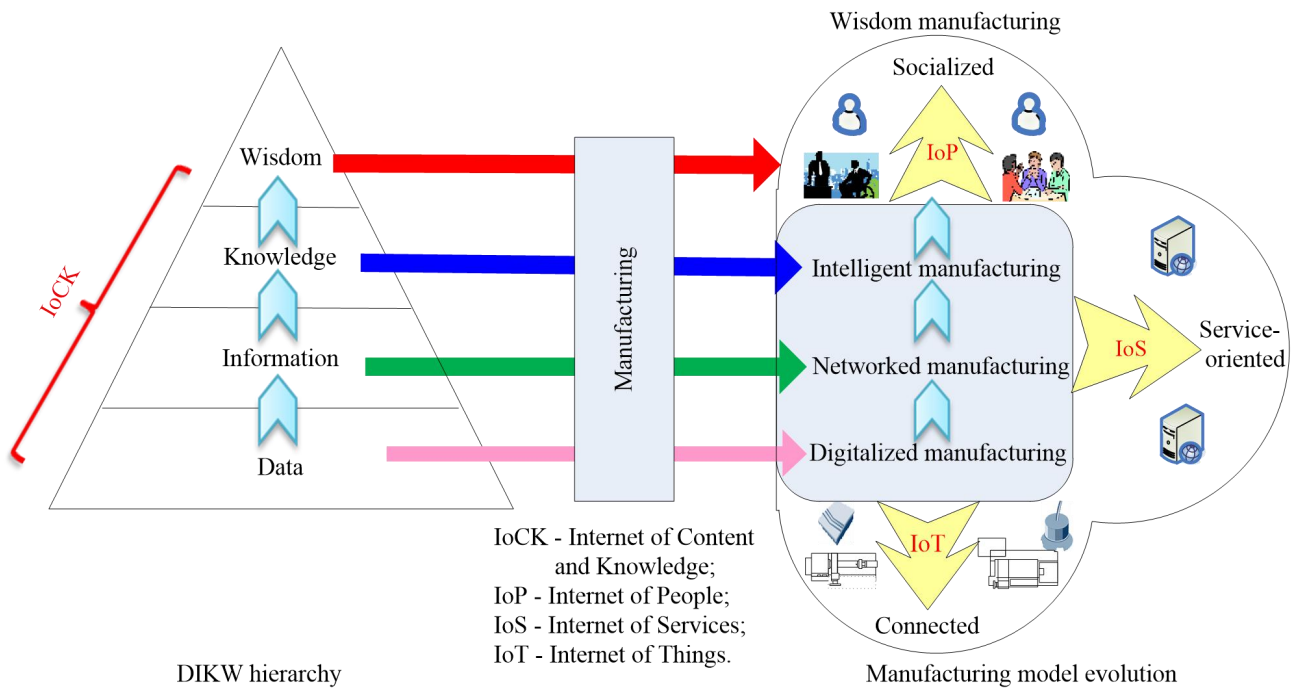 Wisdom manufacturing
Socialized
IoP
Wisdom
Knowledge
Information
Data
IoCK
Manufacturing
Intelligent manufacturing
Networked manufacturing
Digitalized manufacturing
IoS
Service-
oriented
IoT
Connected
IoCK - Internet of Content
and Knowledge;
IoP - Internet of People;
IoS - Internet of Services;
IoT - Internet of Things.
DIKW hierarchy
Manufacturing model evolution